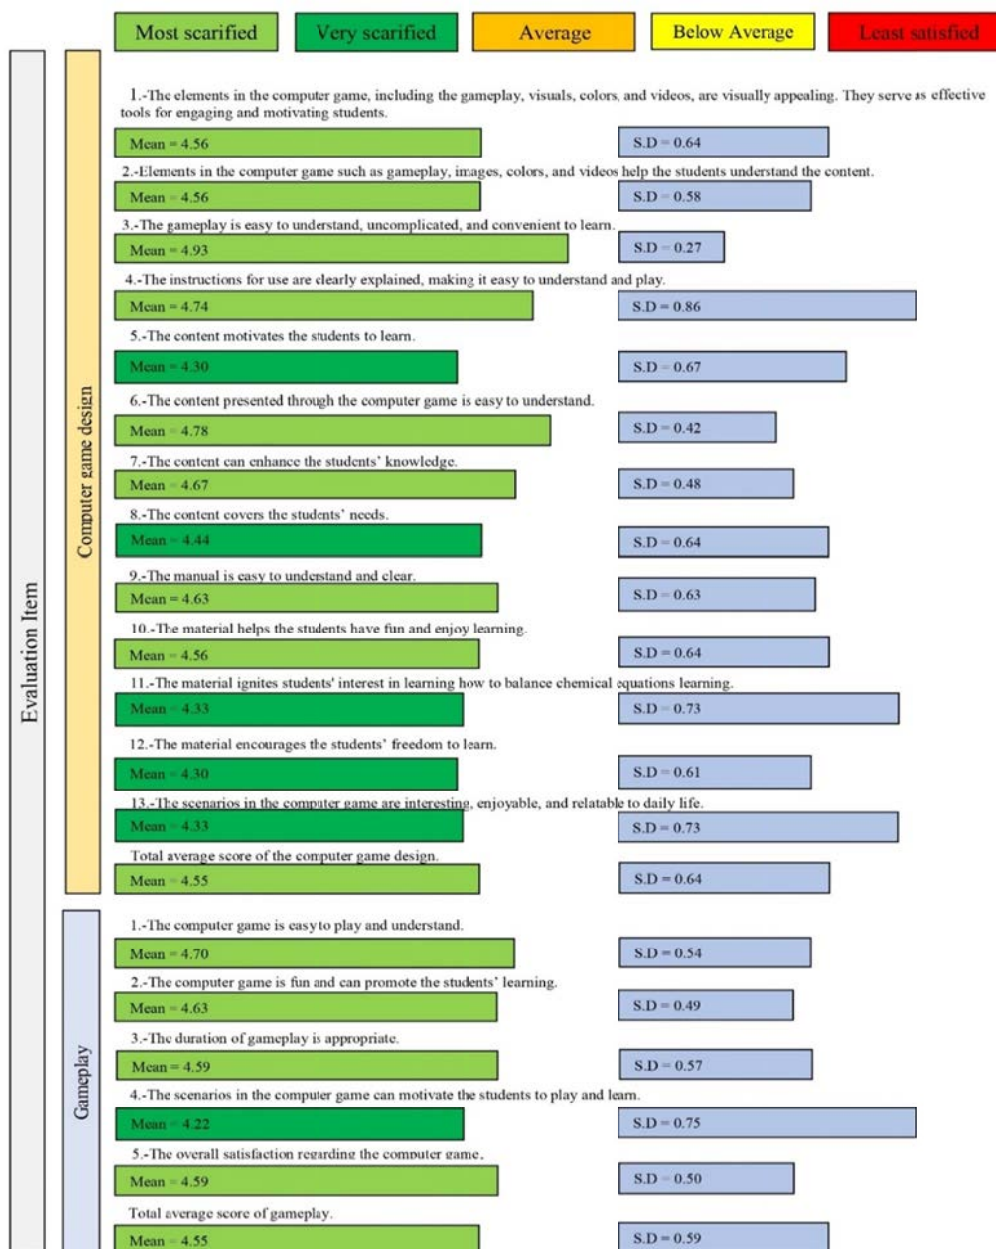 Most scarified
Very scarified
Average
Below Average
Least satisfied
Evaluation Item
Computer game design
1.-The elements in the computer game, including the gameplay, visuals, colors, and videos, are visually appealing. They serve as effective
tools for engaging and motivating students.
Mean = 4.56
S.D = 0.64
2.-Elements in the computer game such as gameplay, images, colors, and videos help the students understand the content.
Mean = 4.56
S.D = 0.58
3.-The gameplay is easy to understand, uncomplicated, and convenient to learn.
Mean = 4.93
S.D = 0.27
4.-The instructions for use are clearly explained, making it easy to understand and play.
Mean = 4.74
S.D = 0.86
5.-The content motivates the students to learn.
Mean = 4.30
S.D = 0.67
6.-The content presented through the computer game is easy to understand.
Mean = 4.78
S.D = 0.42
7.-The content can enhance the students' knowledge.
Mean = 4.67
S.D = 0.48
8.-The content covers the students' needs.
Mean = 4.44
S.D = 0.64
9.-The manual is easy to understand and clear.
Mean = 4.63
S.D = 0.63
10.-The material helps the students have fun and enjoy learning.
Mean = 4.56
S.D = 0.64
11.-The material ignites students' interest in learning how to balance chemical equations learning.
Mean = 4.33
S.D = 0.73
12.-The material encourages the students' freedom to learn.
Mean = 4.30
S.D = 0.61
13.-The scenarios in the computer game are interesting, enjoyable, and relatable to daily life.
Mean = 4.33
S.D = 0.73
Total average score of the computer game design.
Mean = 4.55
S.D = 0.64
Gameplay
1.-The computer game is easy to play and understand.
Mean = 4.70
S.D = 0.54
2.-The computer game is fun and can promote the students' learning.
Mean = 4.63
S.D = 0.49
3.-The duration of gameplay is appropriate.
Mean = 4.59
S.D = 0.57
4.-The scenarios in the computer game can motivate the students to play and learn.
Mean = 4.22
S.D = 0.75
5.-The overall satisfaction regarding the computer game.
Mean = 4.59
S.D = 0.50
Total average score of gameplay.
Mean = 4.55
S.D = 0.59